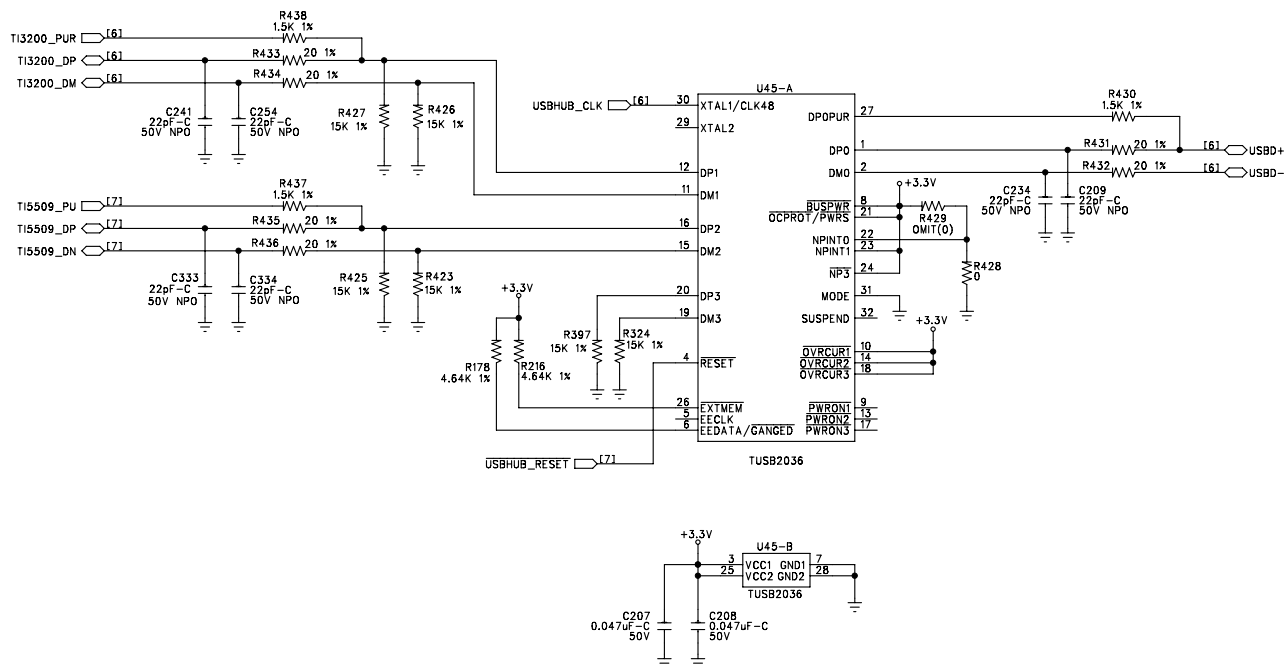 R438
1.5K 1%
TI3200_PUR [6]
TI3200_DP [6]
R433 20 1%
TI3200_DM [6]
R434 20 1%
C241
22pF-C
50V NPO
C254
22pF-C
50V NPO
R427
15K 1%
R426
15K 1%
R437
1.5K 1%
TI5509_PU [7]
TI5509_DP [7]
R435 20 1%
TI5509_DN [7]
R436 20 1%
C333
22pF-C
50V NPO
C334
22pF-C
50V NPO
R425
15K 1%
R423
15K 1%
+3.3V
R178
4.64K 1%
R216
4.64K 1%
R397
15K 1%
R324
15K 1%
USBHUB_CLK [6]
USBHUB_RESET [7]
U45-A
30 XTAL1/CLK48
29 XTAL2
12 DP1
11 DM1
16 DP2
15 DM2
20 DP3
19 DM3
4 RESET
26 EXTMEM
5 EECLK
6 EEDATA/GANGED
DP0PUR 27
DP0 1
DM0 2
BUSPWR 8
OCPROT/PWRS 21
NPINT0 22
NPINT1 23
NP3 24
MODE 31
SUSPEND 32
OVRCUR1 10
OVRCUR2 14
OVRCUR3 18
PWRON1 9
PWRON2 13
PWRON3 17
TUSB2036
R430
1.5K 1%
R431 20 1%
[6] USBD+
R432 20 1%
[6] USBD-
C234
22pF-C
50V NPO
C209
22pF-C
50V NPO
+3.3V
R429
OMIT(0)
R428
0
+3.3V
+3.3V
U45-B
3 VCC1 GND1 7
25 VCC2 GND2 28
TUSB2036
C207
0.047uF-C
50V
C208
0.047uF-C
50V